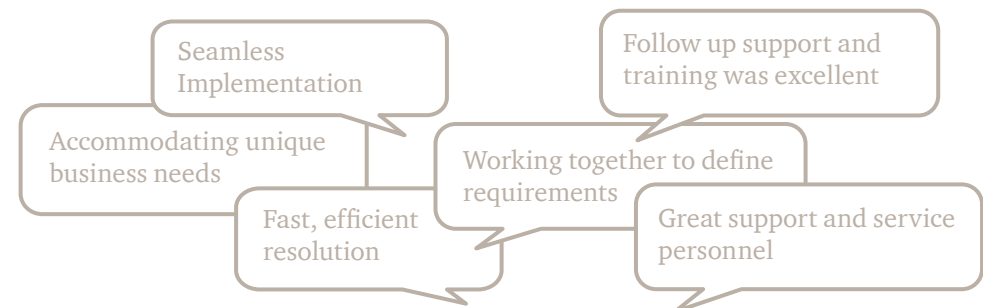 Seamless
Implementation
Follow up support and
training was excellent
Accommodating unique
business needs
Working together to define
requirements
Fast, efficient
resolution
Great support and service
personnel